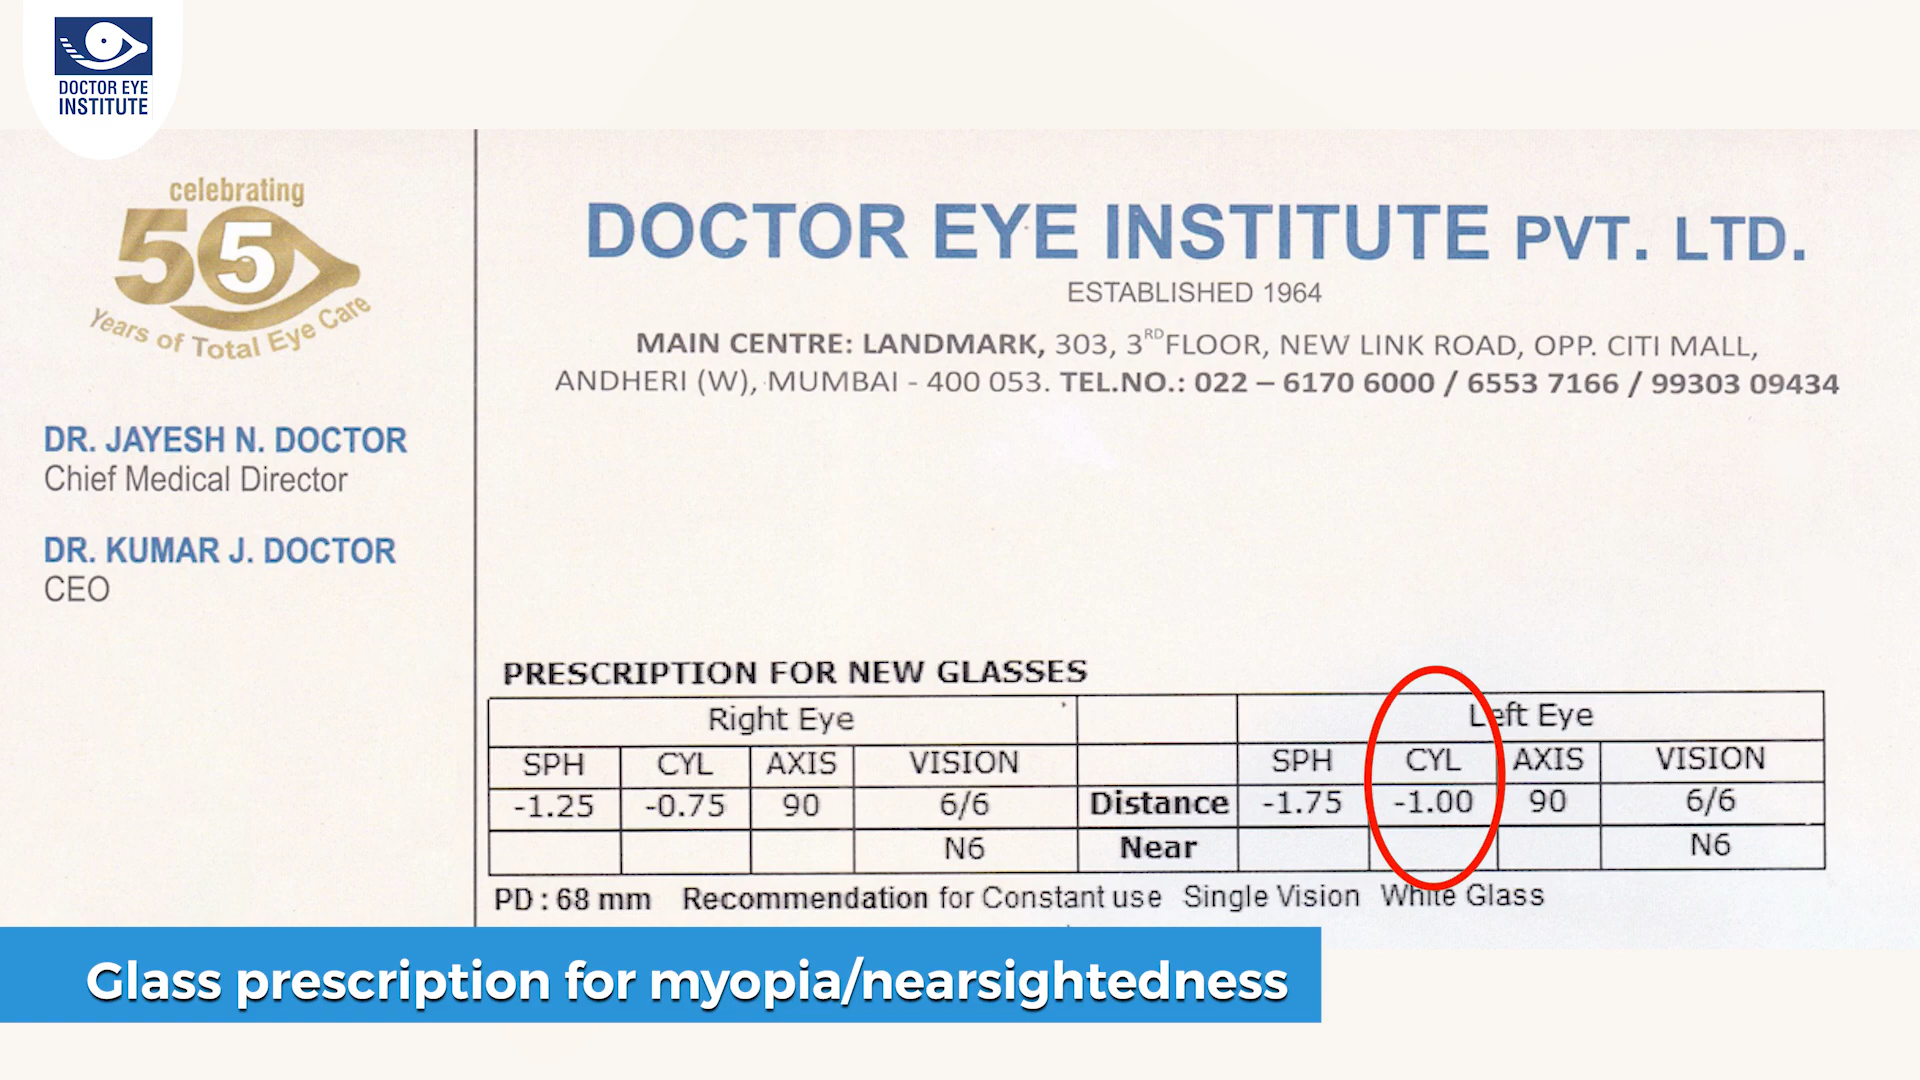 DOCTOR EYE
INSTITUTE
celebrating
55
Years of Total Eye Care
DR. JAYESH N. DOCTOR
Chief Medical Director
DR. KUMAR J. DOCTOR
CEO
DOCTOR EYE INSTITUTE PVT. LTD.
ESTABLISHED 1964
MAIN CENTRE: LANDMARK, 303, 3RD FLOOR, NEW LINK ROAD, OPP. CITI MALL,
ANDHERI (W), MUMBAI - 400 053. TEL.NO.: 022 – 6170 6000 / 6553 7166 / 99303 09434
PRESCRIPTION FOR NEW GLASSES
Right Eye Left Eye
SPH CYL AXIS VISION SPH CYL AXIS VISION
-1.25 -0.75 90 6/6 Distance -1.75 -1.00 90 6/6
N6 Near N6
PD : 68 mm Recommendation for Constant use Single Vision White Glass
Glass prescription for myopia/nearsightedness